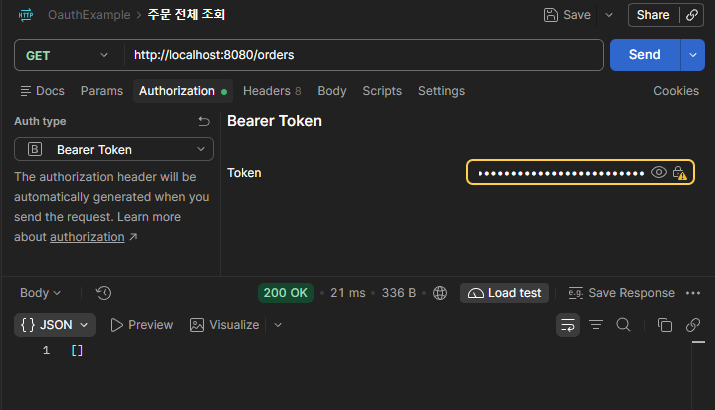 HTTP OauthExample › 주문 전체 조회 Save Share
GET http://localhost:8080/orders Send
Docs Params Authorization Headers 8 Body Scripts Settings Cookies
Auth type
B Bearer Token
The authorization header will be
automatically generated when you
send the request. Learn more
about authorization ↗
Bearer Token
Token
Body 200 OK • 21 ms • 336 B Load test e.g. Save Response
{} JSON Preview Visualize
1 []